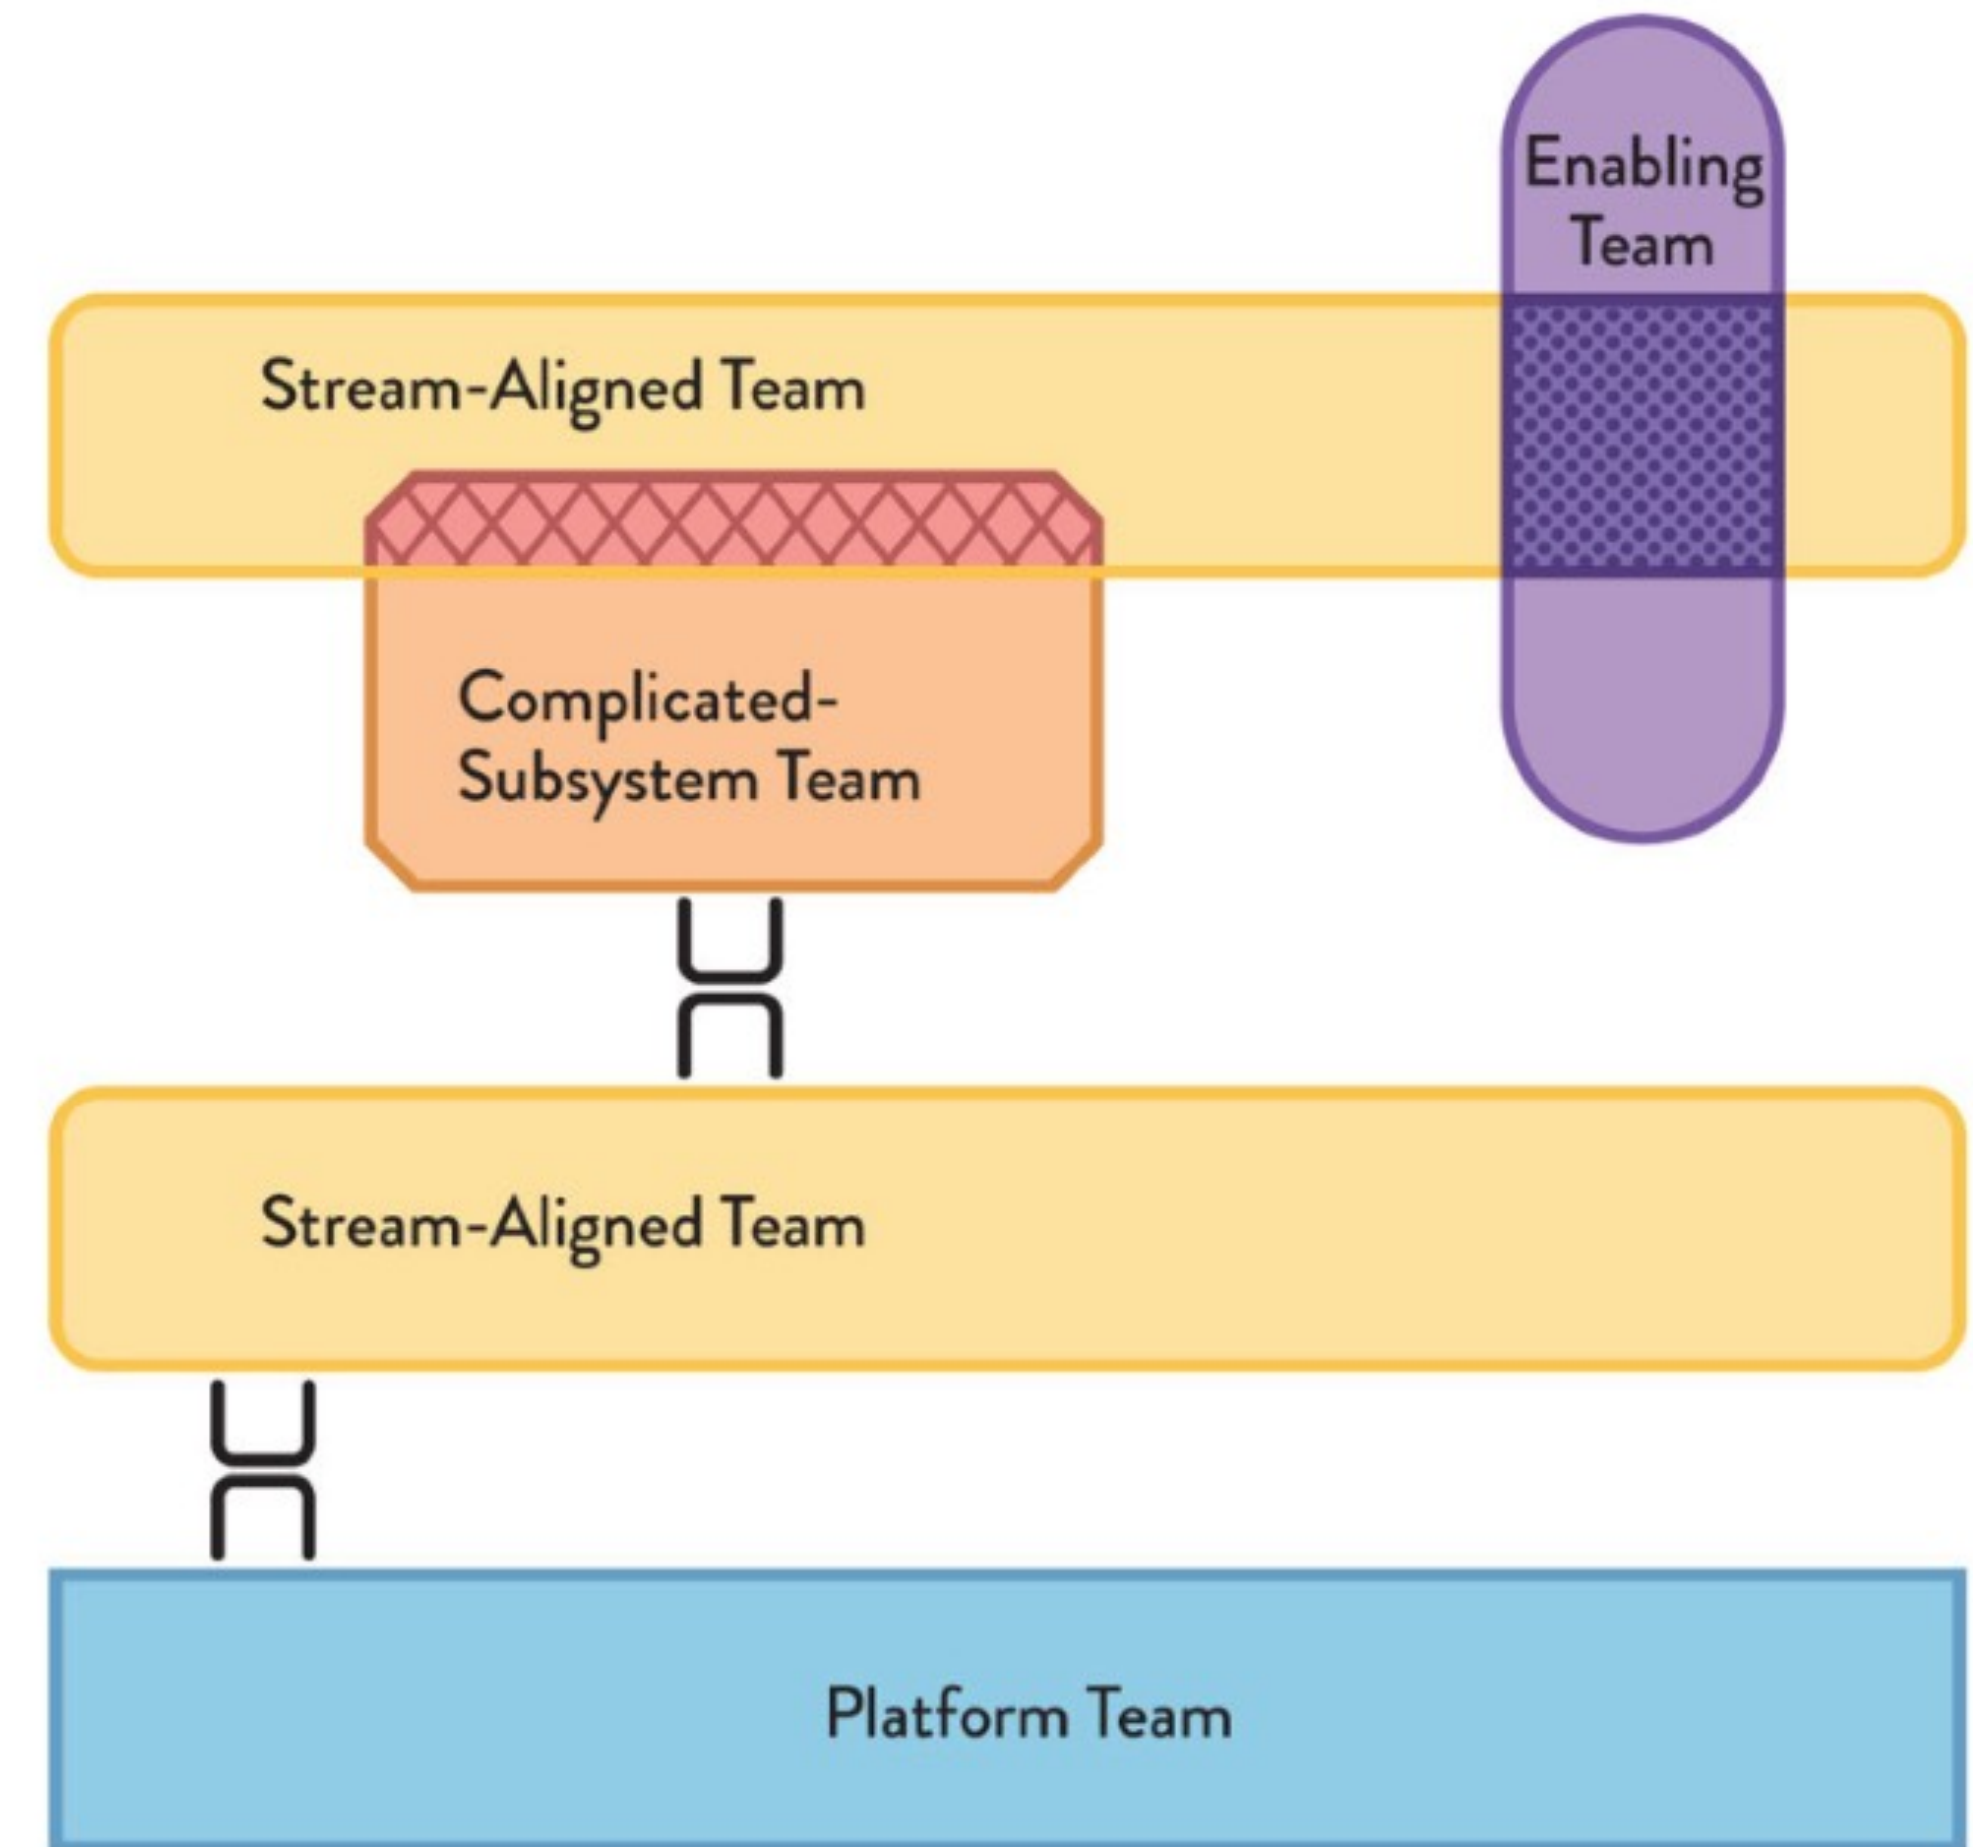 Enabling
Team
Stream-Aligned Team
Complicated-
Subsystem Team
Stream-Aligned Team
Platform Team